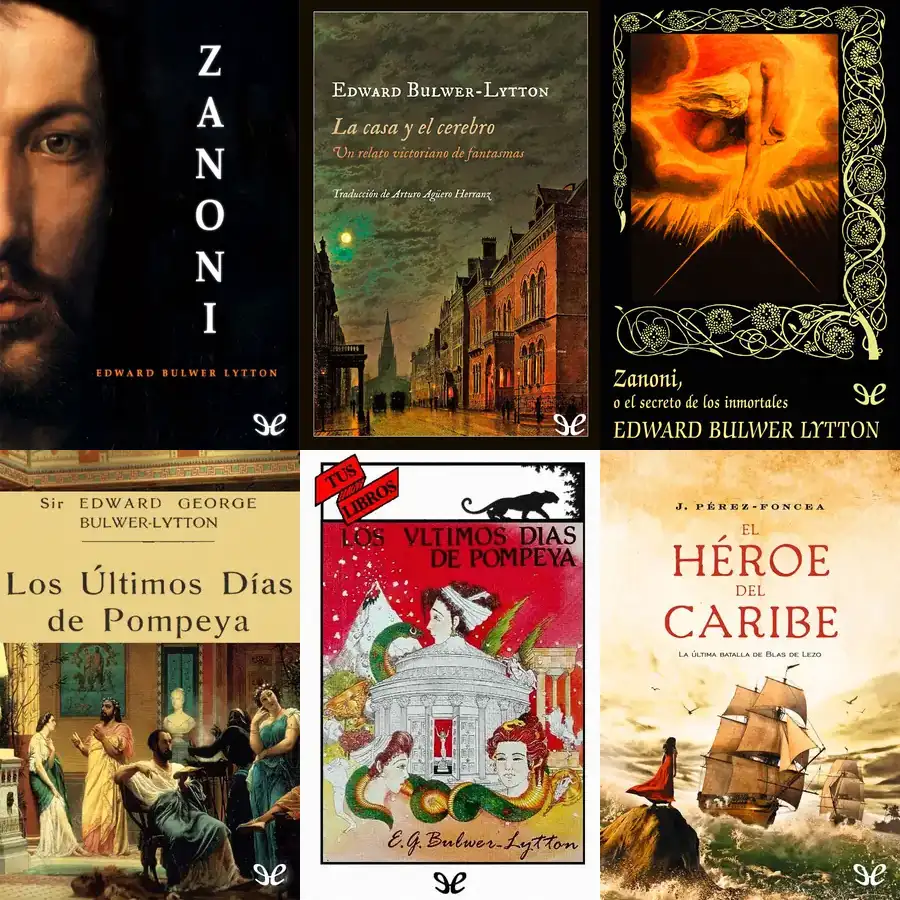 Z
A
N
O
N
I
EDWARD BULWER LYTTON
EDWARD BULWER-LYTTON
La casa y el cerebro
Un relato victoriano de fantasmas
Traducción de Arturo Agüero Herranz
Zanoni,
o el secreto de los inmortales
EDWARD BULWER LYTTON
Sir EDWARD GEORGE
BULWER-LYTTON
Los Últimos Días
de Pompeya
TUS
LIBROS
LOS VLTIMOS DIAS
DE POMPEYA
E.G. Bulwer-Lytton
J. PÉREZ-FONCEA
EL
HÉROE
DEL
CARIBE
LA ÚLTIMA BATALLA DE BLAS DE LEZO